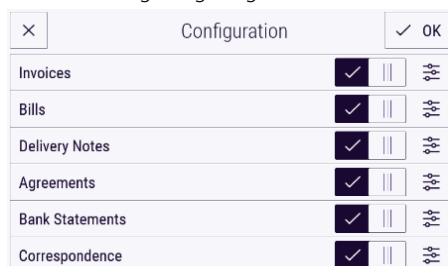 Configuration
OK
Invoices
Bills
Delivery Notes
Agreements
Bank Statements
Correspondence